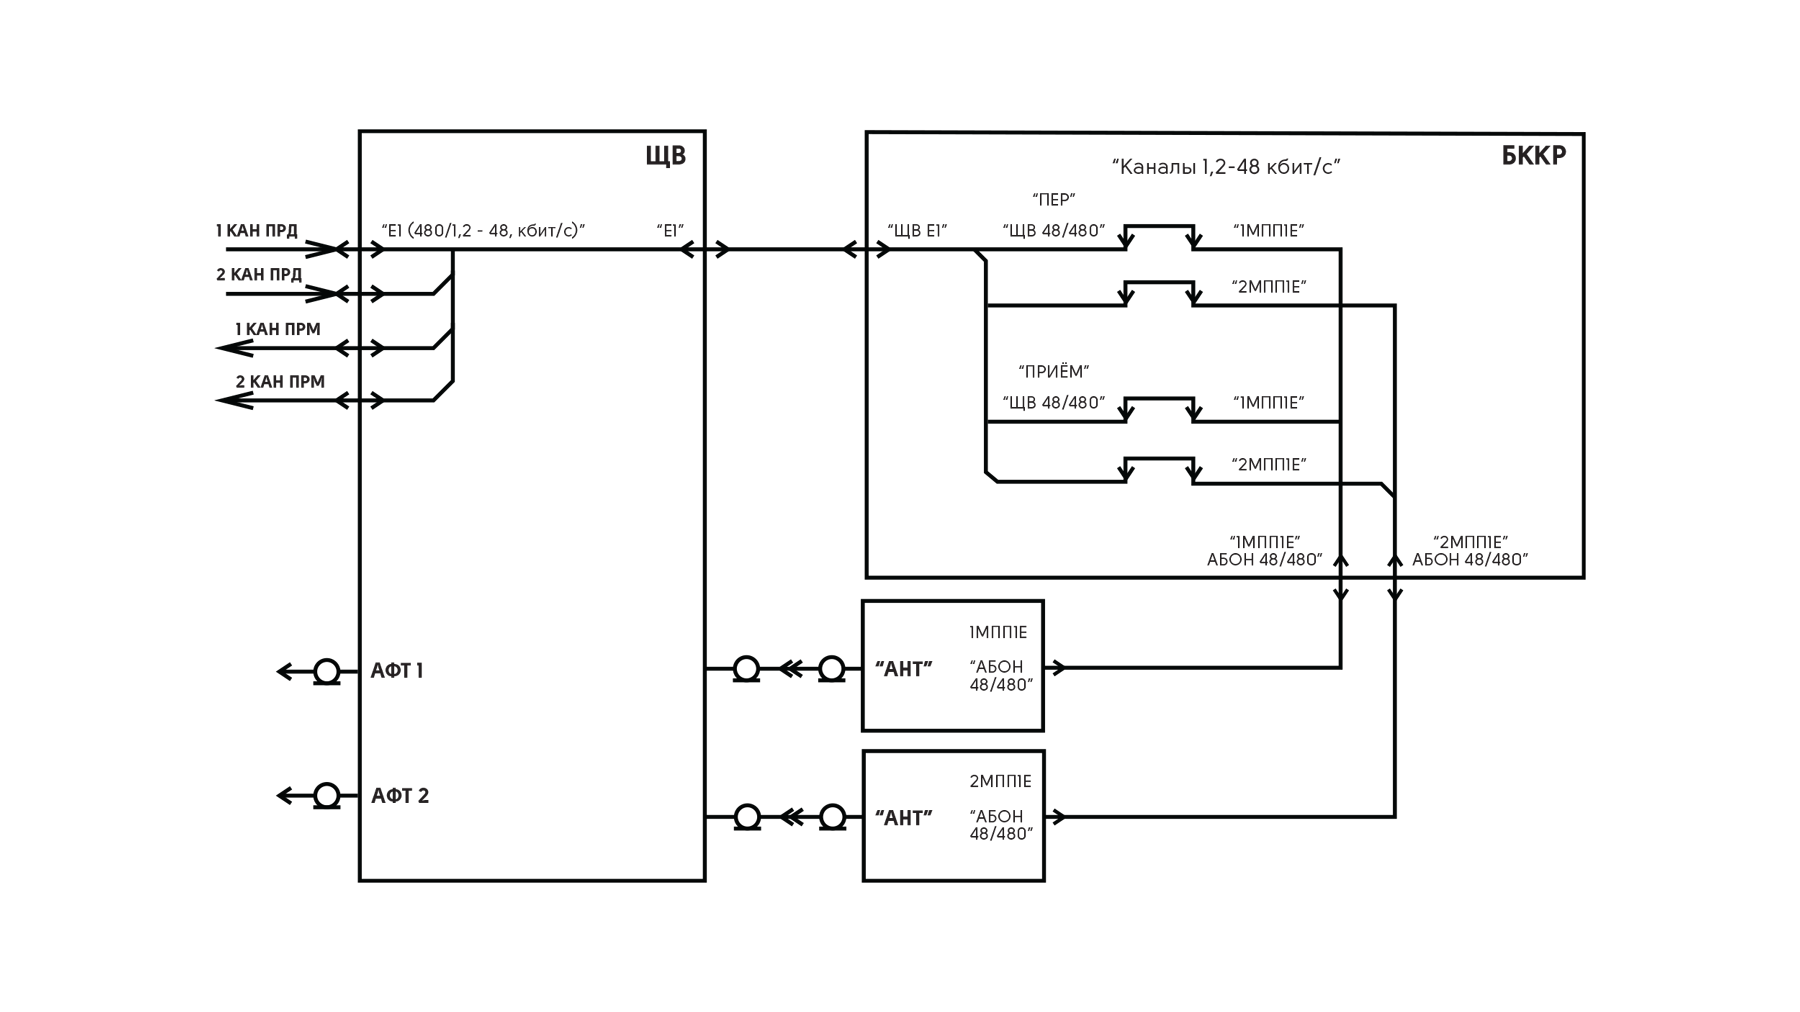 ЩВ
БККР
“Каналы 1,2-48 кбит/с”
“ПЕР”
1 КАН ПРД
“Е1 (480/1,2 - 48, кбит/с)”
“Е1”
“ЩВ Е1”
“ЩВ 48/480”
“1МПП1Е”
2 КАН ПРД
“2МПП1Е”
1 КАН ПРМ
“ПРИЁМ”
2 КАН ПРМ
“ЩВ 48/480”
“1МПП1Е”
“2МПП1Е”
“1МПП1Е”
АБОН 48/480”
“2МПП1Е”
АБОН 48/480”
1МПП1Е
АФТ 1
“АНТ”
“АБОН
48/480”
2МПП1Е
АФТ 2
“АНТ”
“АБОН
48/480”